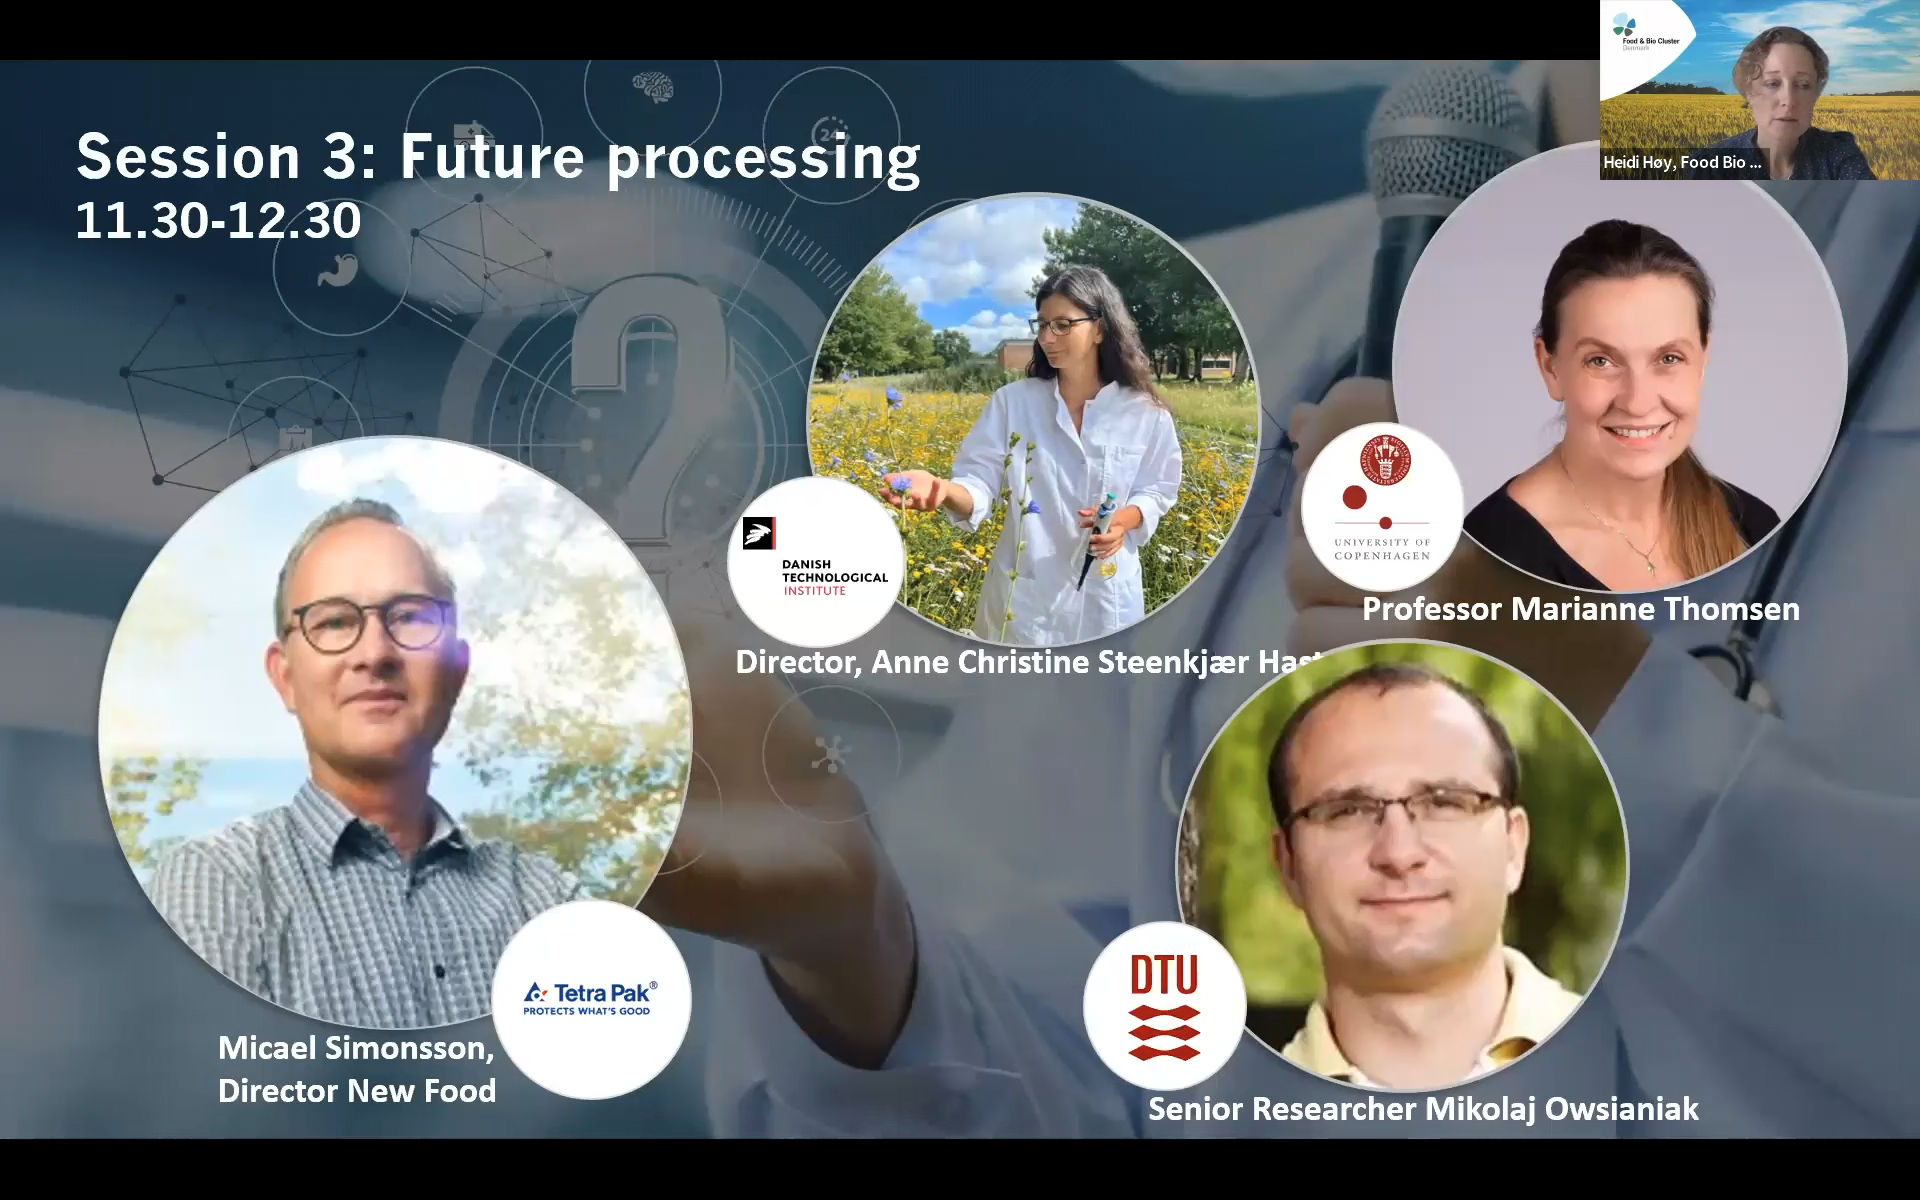 Food & Bio Cluster
Denmark
Heidi Høy, Food Bio ...
Session 3: Future processing
11.30-12.30
24
DANISH
TECHNOLOGICAL
INSTITUTE
UNIVERSITY OF
COPENHAGEN
Professor Marianne Thomsen
Director, Anne Christine Steenkjær Hast
DTU
Tetra Pak®
PROTECTS WHAT'S GOOD
Micael Simonsson,
Director New Food
Senior Researcher Mikolaj Owsianiak